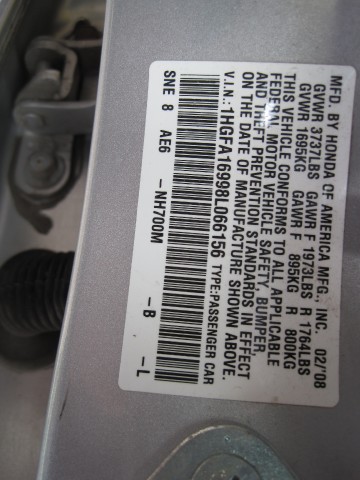 MFD. BY HONDA OF AMERICA MFG., INC. 02/08
GVWR 3737LBS GAWR F 1973LBS R 1764LBS
GVWR 1695KG GAWR F 895KG R 800KG
THIS VEHICLE CONFORMS TO ALL APPLICABLE
FEDERAL MOTOR VEHICLE SAFETY, BUMPER,
AND THEFT PREVENTION STANDARDS IN EFFECT
ON THE DATE OF MANUFACTURE SHOWN ABOVE.
V.I.N.:1HGFA16998L066156 TYPE:PASSENGER CAR
SNE 8 AE6 -NH700M -B -L